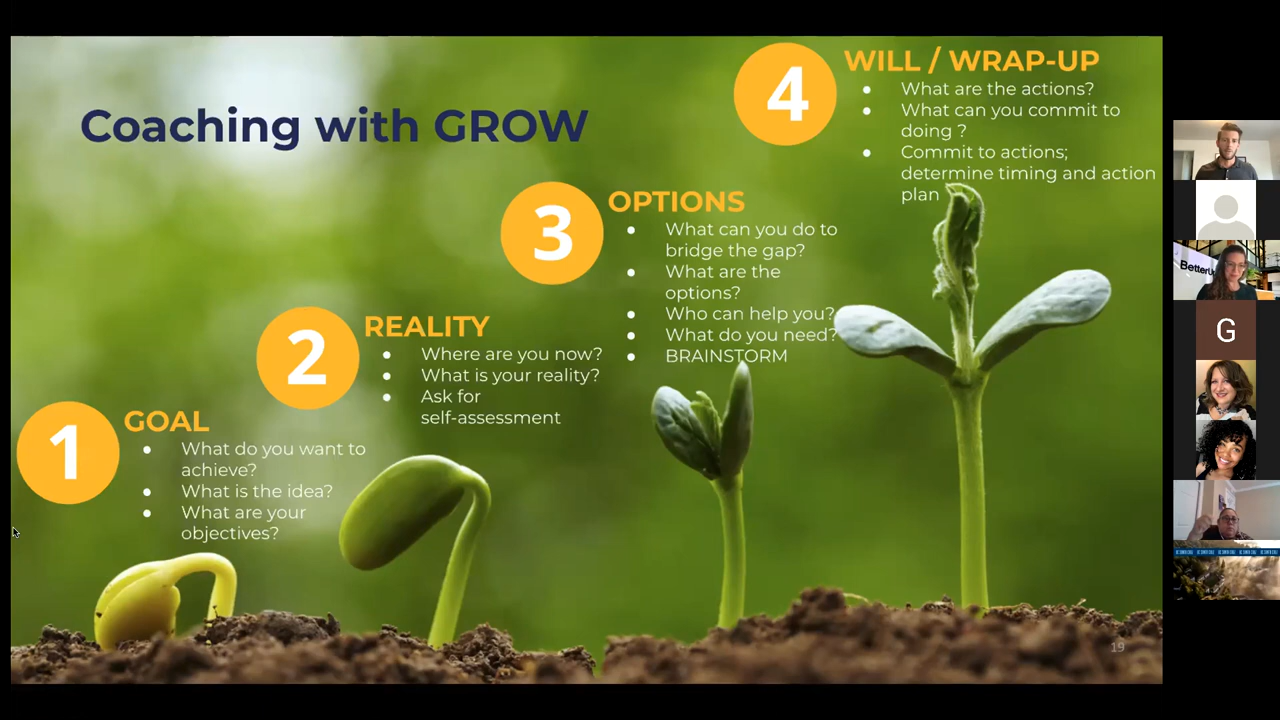 Coaching with GROW
1
GOAL
● What do you want to
achieve?
● What is the idea?
● What are your
objectives?
2
REALITY
● Where are you now?
● What is your reality?
● Ask for
self-assessment
3
OPTIONS
● What can you do to
bridge the gap?
● What are the
options?
● Who can help you?
● What do you need?
● BRAINSTORM
4
WILL / WRAP-UP
● What are the actions?
● What can you commit to
doing ?
● Commit to actions;
determine timing and action
plan
19
G